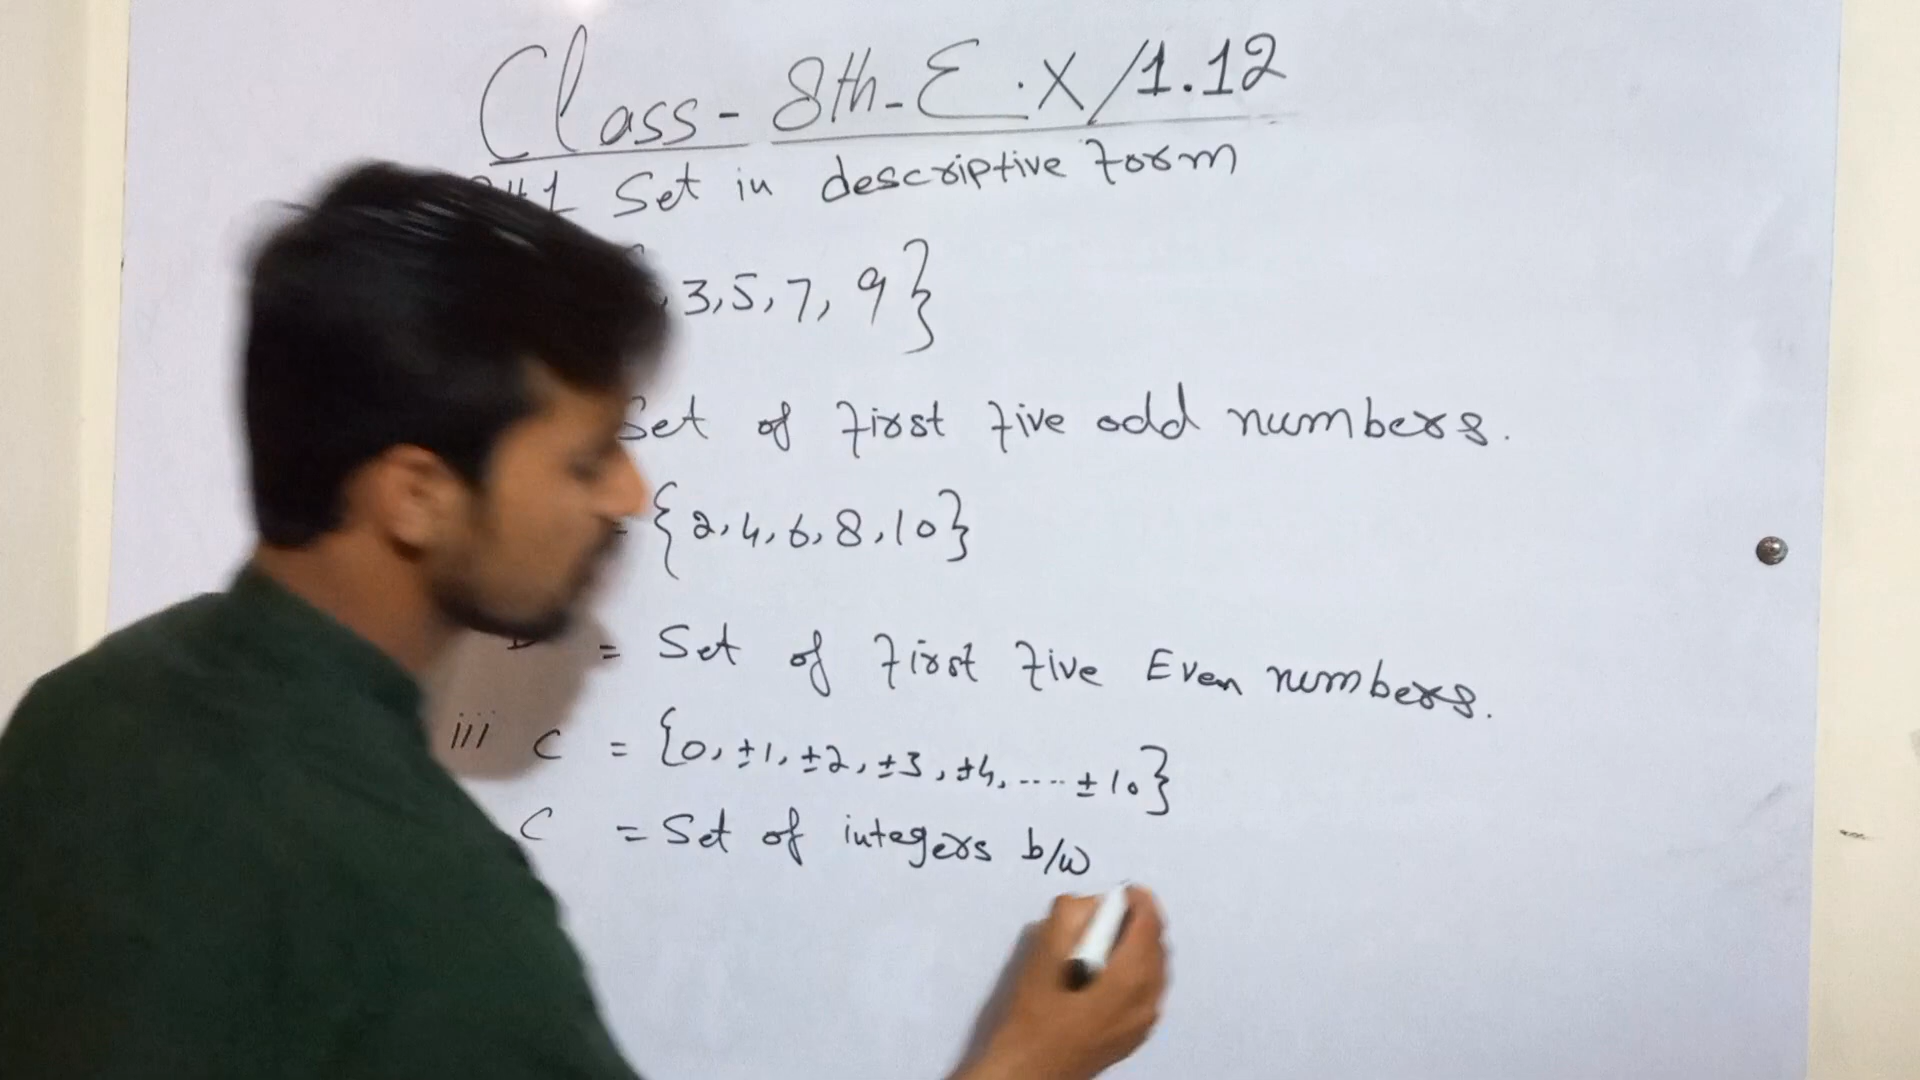 Class - 8th - E.X/1.12
#1 Set in descriptive Form
, 3, 5, 7, 9}
Set of First Five odd numbers.
= {2, 4, 6, 8, 10}
= Set of First Five Even numbers.
iii C = {0, ±1, ±2, ±3, ±4, .... ±10}
C = Set of integers b/w